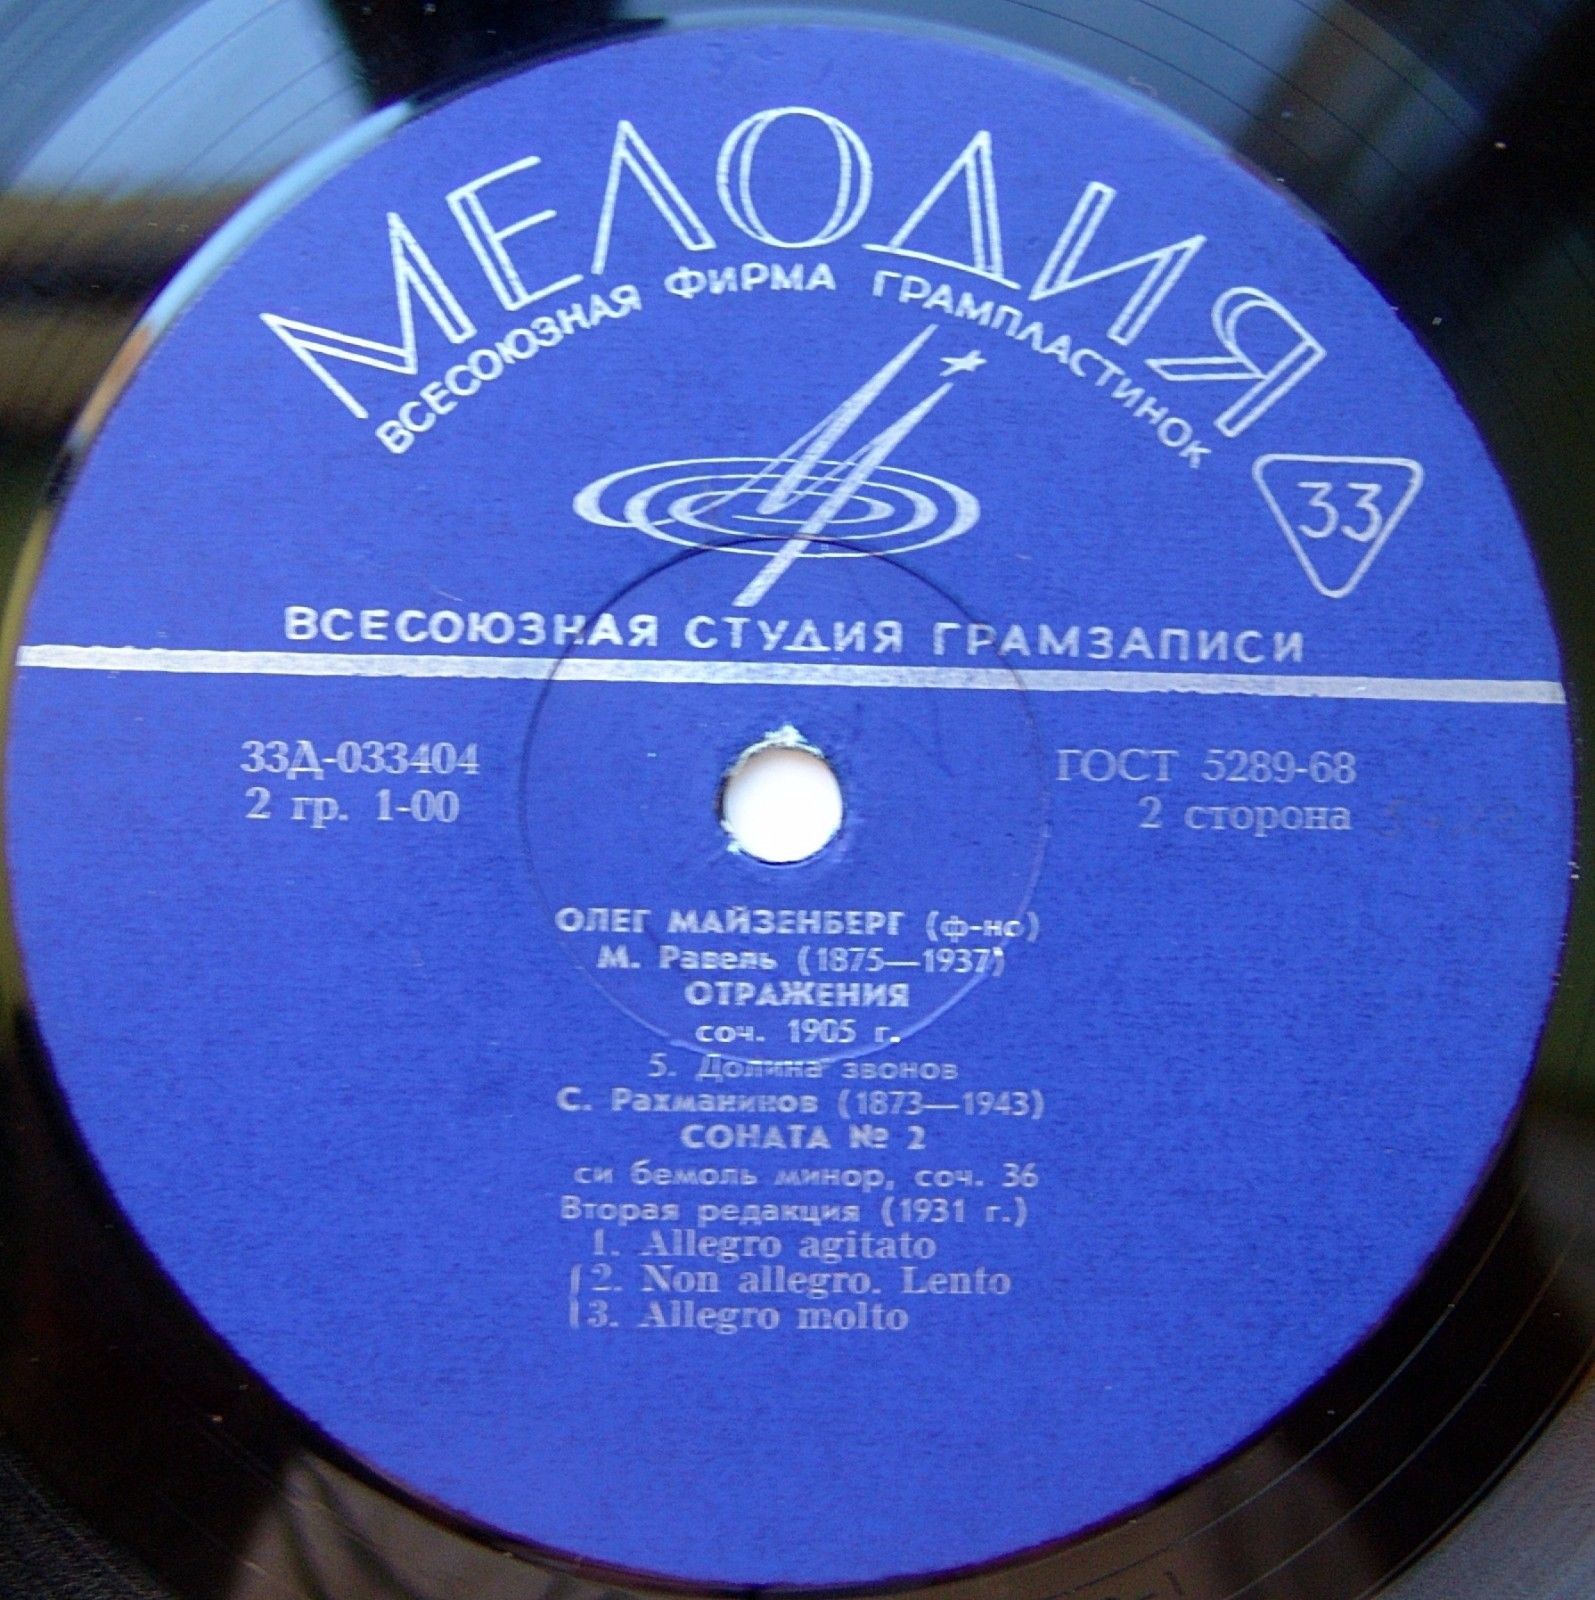 МЕЛОДИЯ
ВСЕСОЮЗНАЯ ФИРМА ГРАМПЛАСТИНОК
33
ВСЕСОЮЗНАЯ СТУДИЯ ГРАМЗАПИСИ
33Д-033404
2 гр. 1-00
ГОСТ 5289-68
2 сторона
ОЛЕГ МАЙЗЕНБЕРГ (ф-но)
М. Равель (1875—1937)
ОТРАЖЕНИЯ
соч. 1905 г.
5. Долина звонов
С. Рахманинов (1873—1943)
СОНАТА № 2
си бемоль минор, соч. 36
Вторая редакция (1931 г.)
1. Allegro agitato
2. Non allegro. Lento
3. Allegro molto